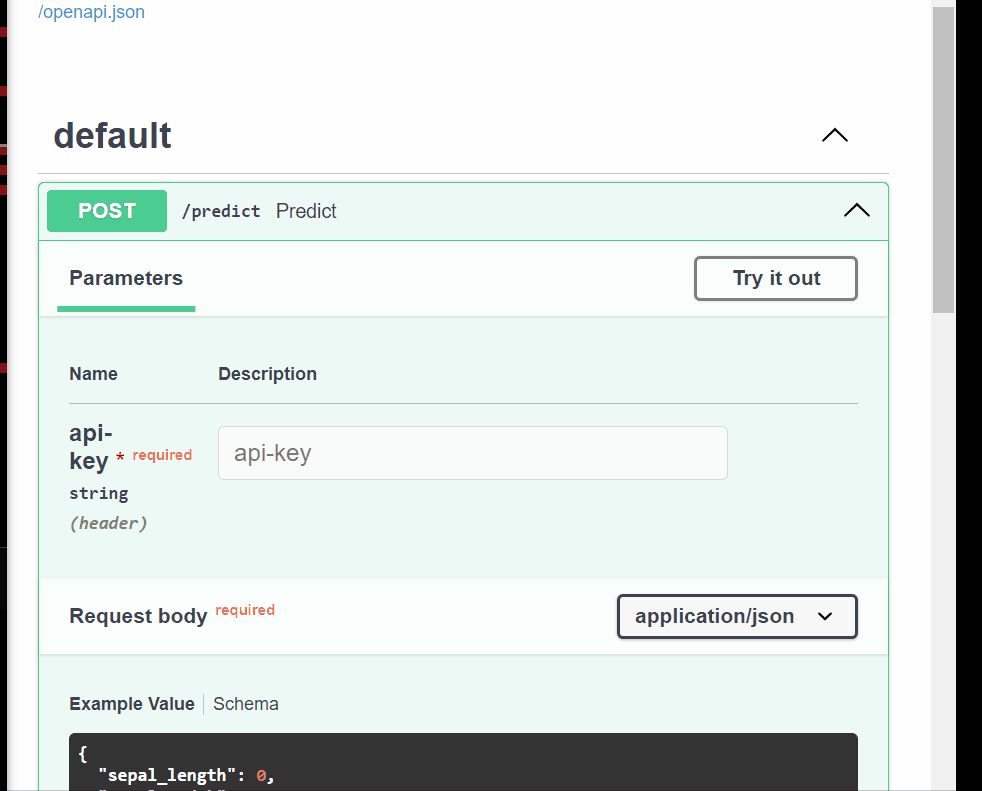 /openapi.json
default
POST /predict Predict
Parameters Try it out
Name Description
api-
key * required api-key
string
(header)
Request body required application/json
Example Value Schema
{
"sepal_length": 0,